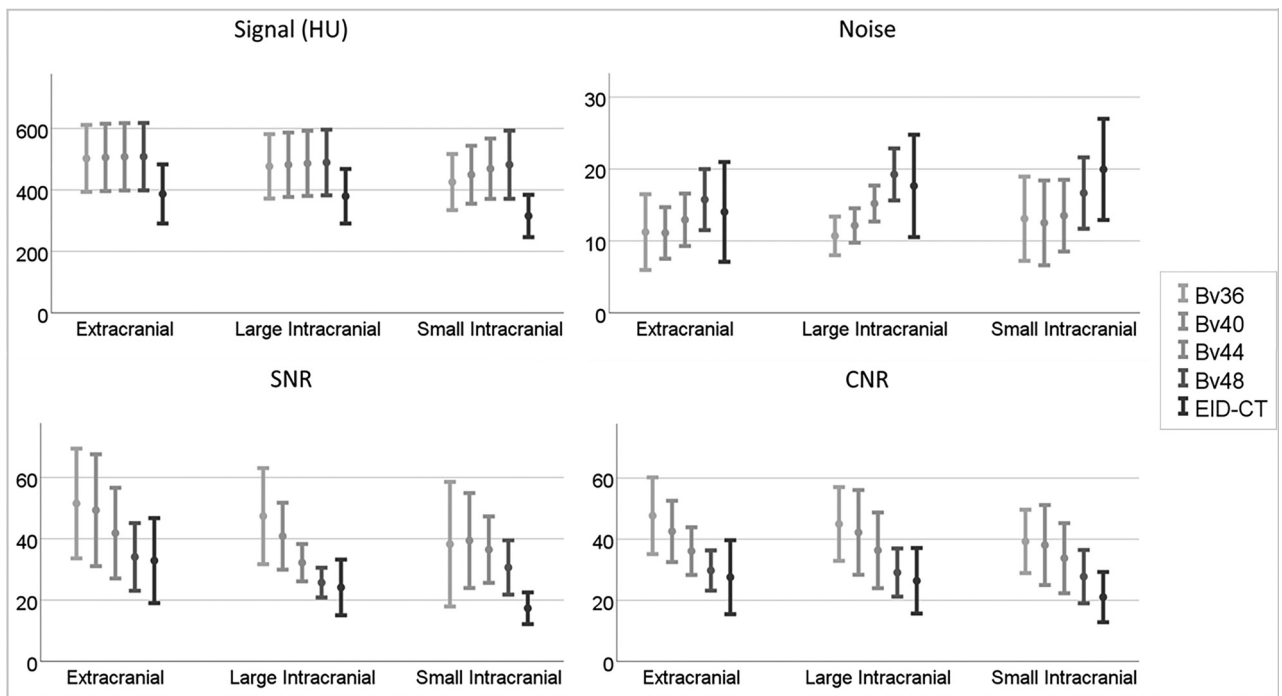 Signal (HU)
600
400
200
0
Extracranial
Large Intracranial
Small Intracranial
Noise
30
20
10
0
Extracranial
Large Intracranial
Small Intracranial
SNR
60
40
20
0
Extracranial
Large Intracranial
Small Intracranial
CNR
60
40
20
0
Extracranial
Large Intracranial
Small Intracranial
Bv36
Bv40
Bv44
Bv48
EID-CT